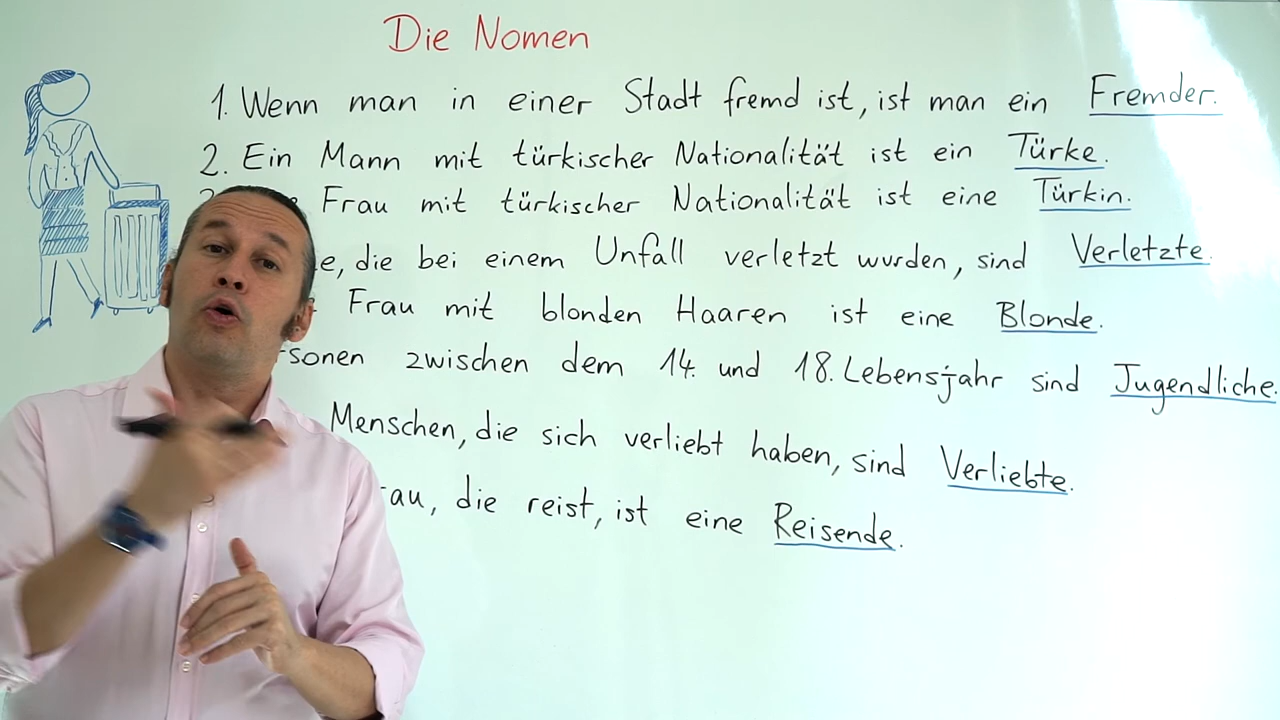 Die Nomen
1. Wenn man in einer Stadt fremd ist, ist man ein Fremder.
2. Ein Mann mit türkischer Nationalität ist ein Türke.
Frau mit türkischer Nationalität ist eine Türkin.
die bei einem Unfall verletzt wurden, sind Verletzte.
Frau mit blonden Haaren ist eine Blonde.
zwischen dem 14. und 18. Lebensjahr sind Jugendliche.
Menschen, die sich verliebt haben, sind Verliebte.
die reist, ist eine Reisende.